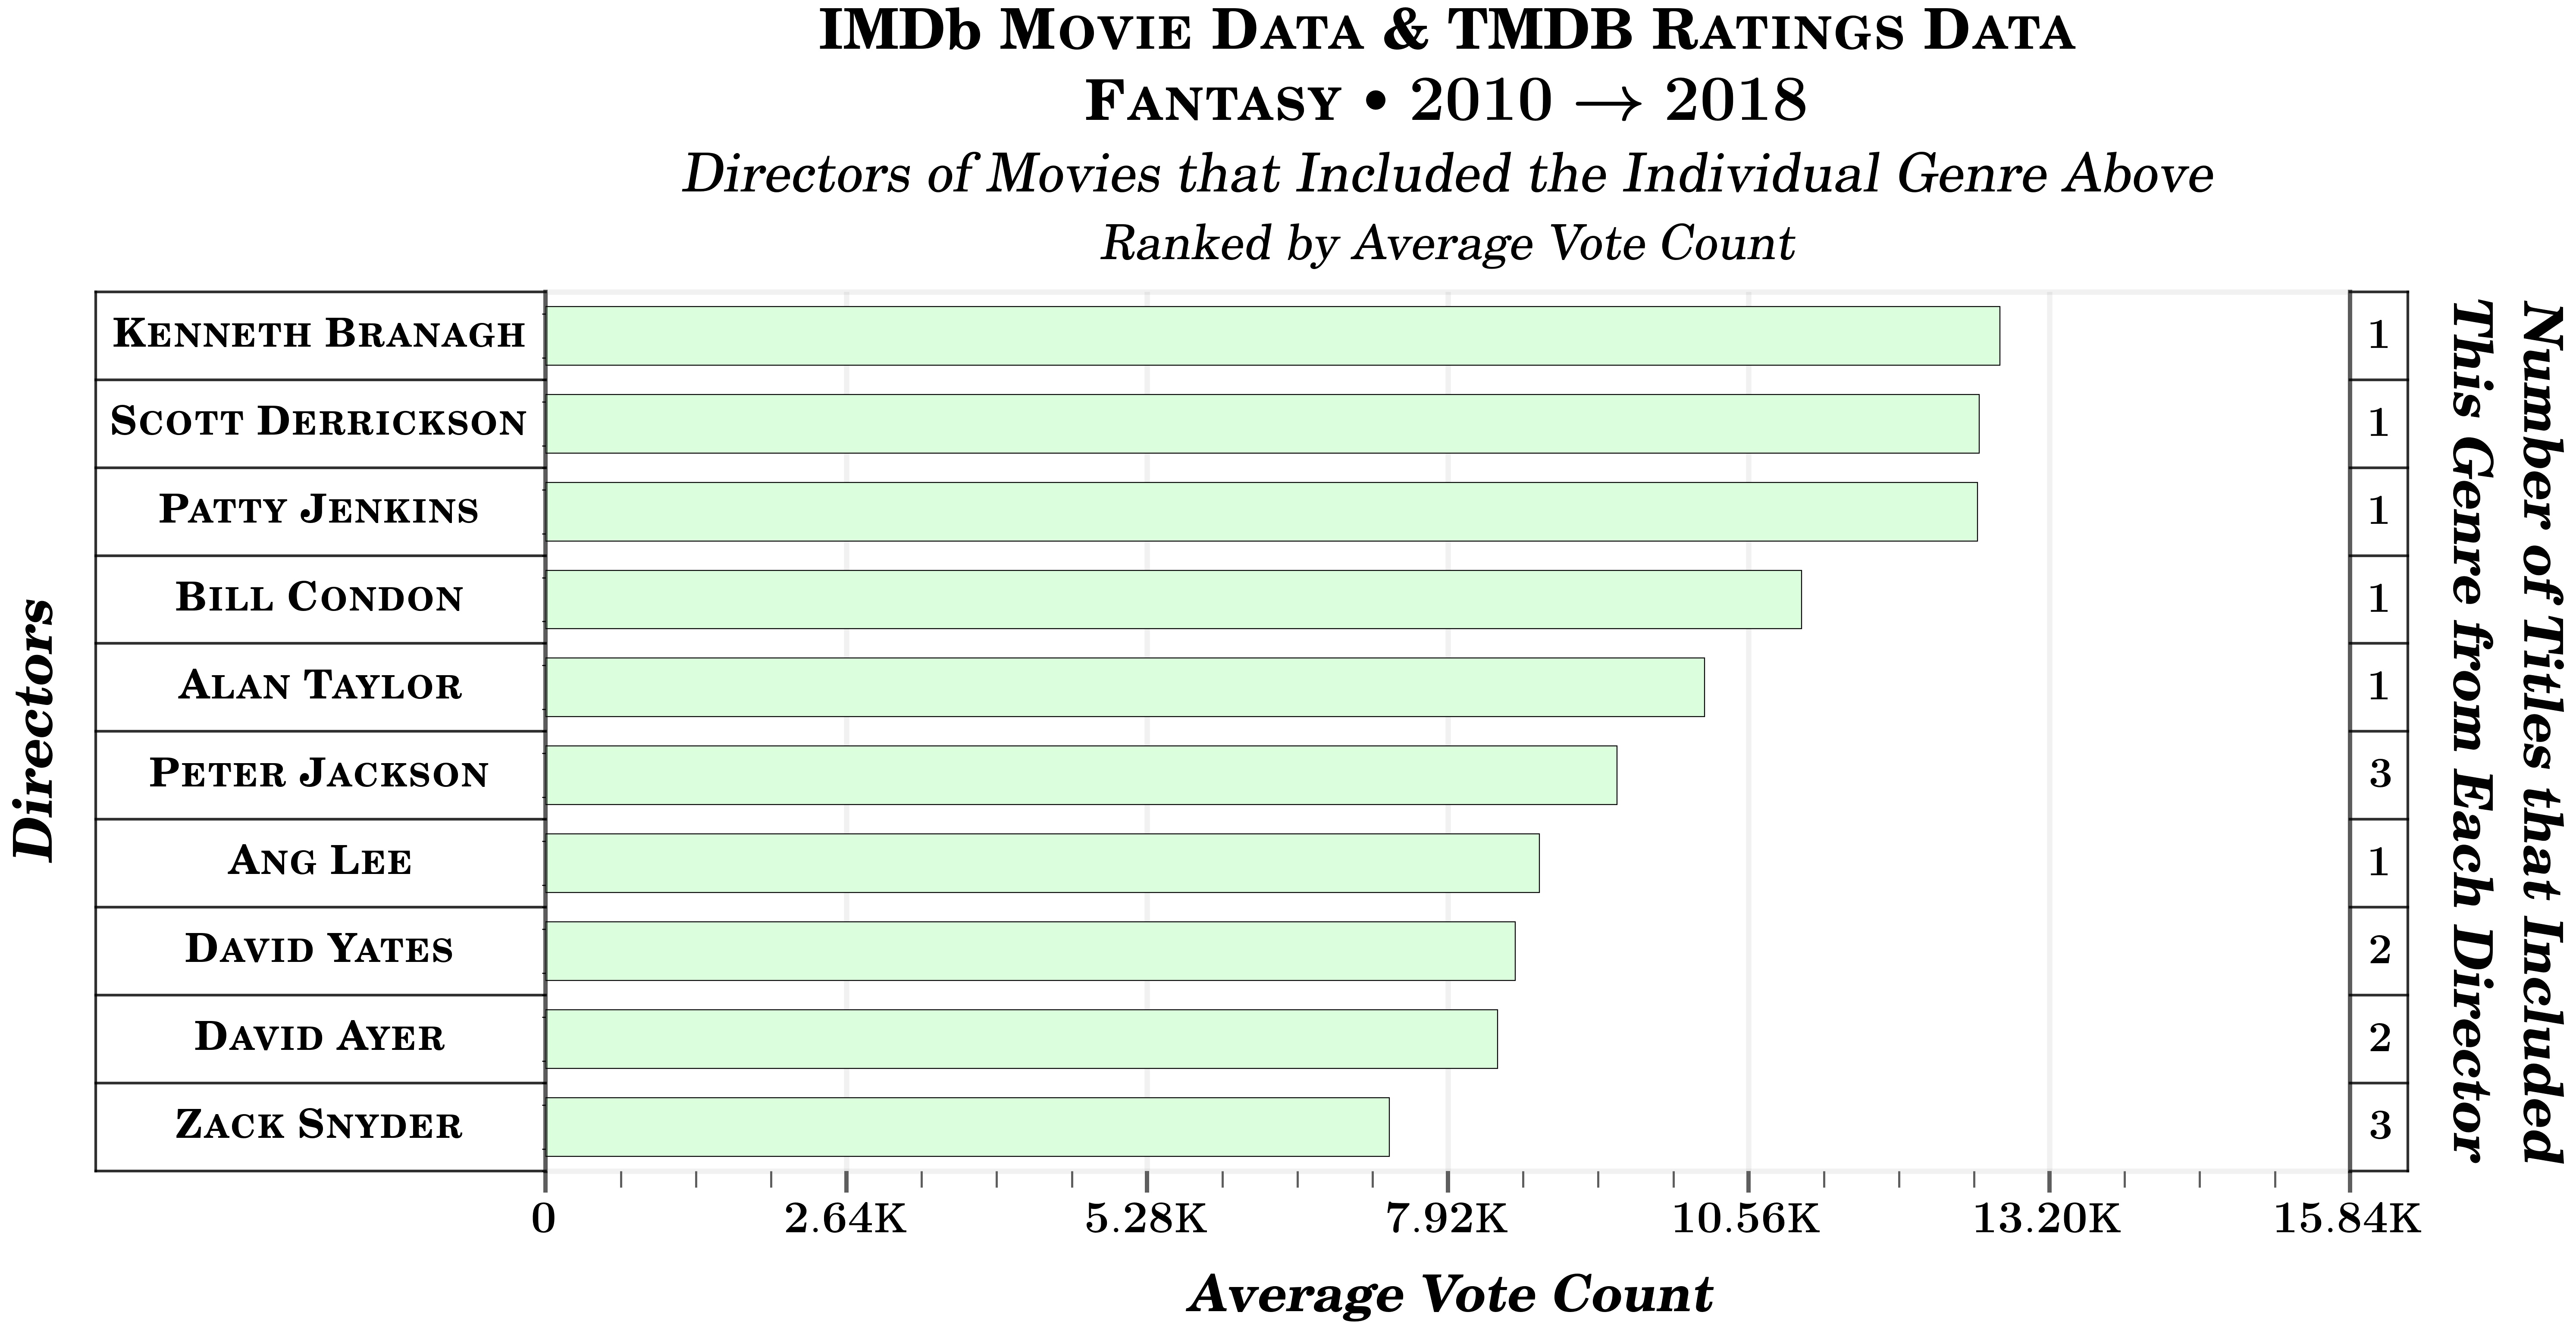 IMDb Movie Data & TMDB Ratings Data
Fantasy • 2010 → 2018
Directors of Movies that Included the Individual Genre Above
Ranked by Average Vote Count
Directors
Kenneth Branagh 1
Scott Derrickson 1
Patty Jenkins 1
Bill Condon 1
Alan Taylor 1
Peter Jackson 3
Ang Lee 1
David Yates 2
David Ayer 2
Zack Snyder 3
Number of Titles that Included
This Genre from Each Director
0 2.64K 5.28K 7.92K 10.56K 13.20K 15.84K
Average Vote Count